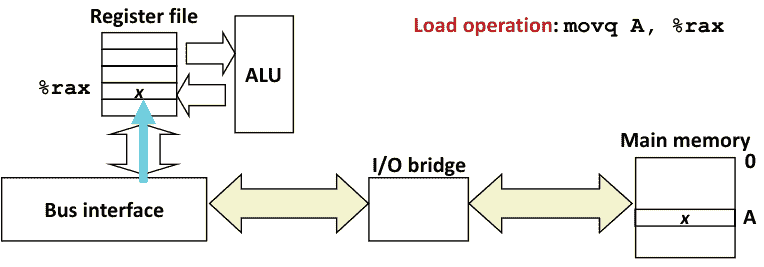 Register file
Load operation: movq A, %rax
ALU
%rax
x
Main memory
I/O bridge
0
Bus interface
x
A